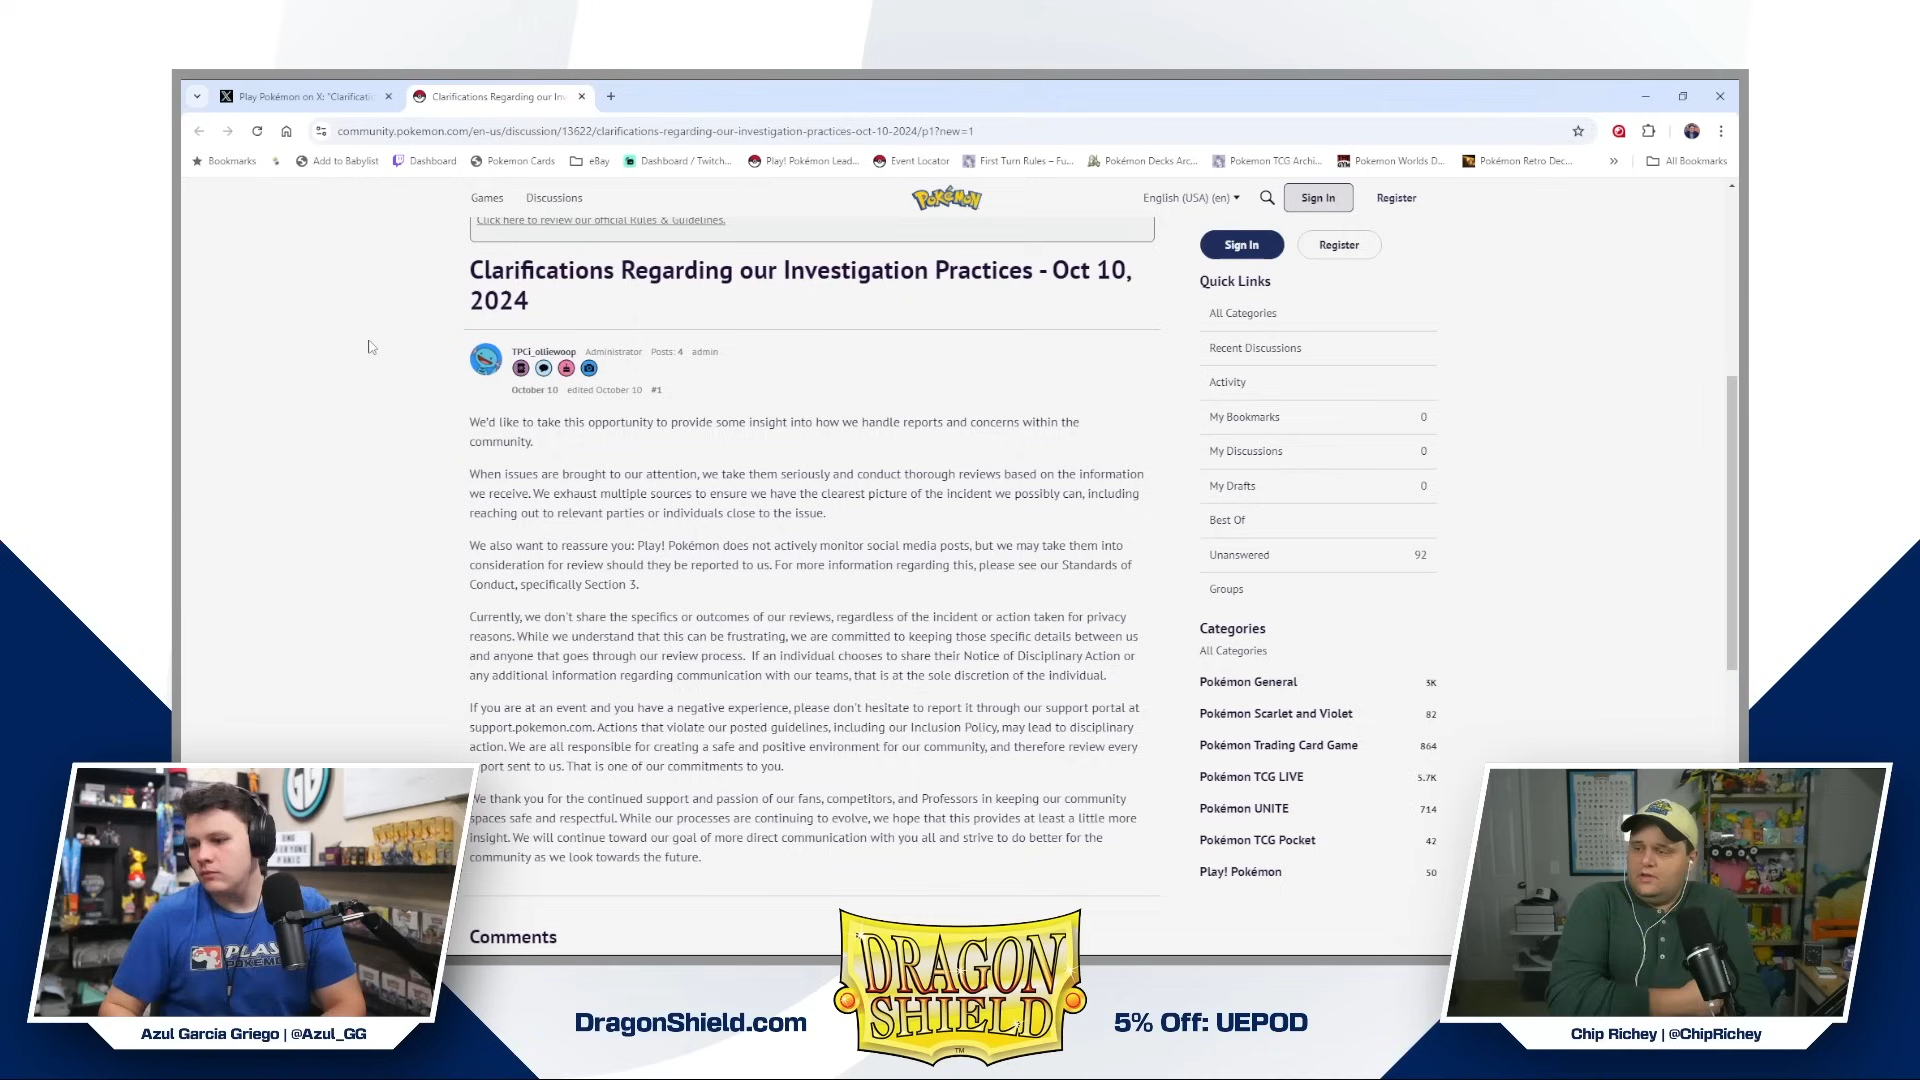 Play Pokémon on X: "Clarificati
Clarifications Regarding our In
community.pokemon.com/en-us/discussion/13622/clarifications-regarding-our-investigation-practices-oct-10-2024/p1?new=1
Bookmarks
Add to Babylist
Dashboard
Pokemon Cards
eBay
Dashboard / Twitch...
Play! Pokémon Lead...
Event Locator
First Turn Rules – Fu...
Pokémon Decks Arc...
Pokemon TCG Archi...
Pokemon Worlds D...
Pokémon Retro Dec...
All Bookmarks
Games
Discussions
POKéMON
English (USA) (en)
Sign In
Register
Click here to review our official Rules & Guidelines.
Clarifications Regarding our Investigation Practices - Oct 10,
2024
TPCi_olliewoop Administrator Posts: 4 admin
October 10 edited October 10 #1
We'd like to take this opportunity to provide some insight into how we handle reports and concerns within the
community.
When issues are brought to our attention, we take them seriously and conduct thorough reviews based on the information
we receive. We exhaust multiple sources to ensure we have the clearest picture of the incident we possibly can, including
reaching out to relevant parties or individuals close to the issue.
We also want to reassure you: Play! Pokémon does not actively monitor social media posts, but we may take them into
consideration for review should they be reported to us. For more information regarding this, please see our Standards of
Conduct, specifically Section 3.
Currently, we don't share the specifics or outcomes of our reviews, regardless of the incident or action taken for privacy
reasons. While we understand that this can be frustrating, we are committed to keeping those specific details between us
and anyone that goes through our review process. If an individual chooses to share their Notice of Disciplinary Action or
any additional information regarding communication with our teams, that is at the sole discretion of the individual.
If you are at an event and you have a negative experience, please don't hesitate to report it through our support portal at
support.pokemon.com. Actions that violate our posted guidelines, including our Inclusion Policy, may lead to disciplinary
action. We are all responsible for creating a safe and positive environment for our community, and therefore review every
port sent to us. That is one of our commitments to you.
We thank you for the continued support and passion of our fans, competitors, and Professors in keeping our community
spaces safe and respectful. While our processes are continuing to evolve, we hope that this provides at least a little more
insight. We will continue toward our goal of more direct communication with you all and strive to do better for the
community as we look towards the future.
Comments
Sign In
Register
Quick Links
All Categories
Recent Discussions
Activity
My Bookmarks 0
My Discussions 0
My Drafts 0
Best Of
Unanswered 92
Groups
Categories
All Categories
Pokémon General 3K
Pokémon Scarlet and Violet 82
Pokémon Trading Card Game 864
Pokémon TCG LIVE 5.7K
Pokémon UNITE 714
Pokémon TCG Pocket 42
Play! Pokémon 50
PLAY
POKÉMON
Azul Garcia Griego | @Azul_GG
DragonShield.com
DRAGON
SHIELD
TM
5% Off: UEPOD
Chip Richey | @ChipRichey